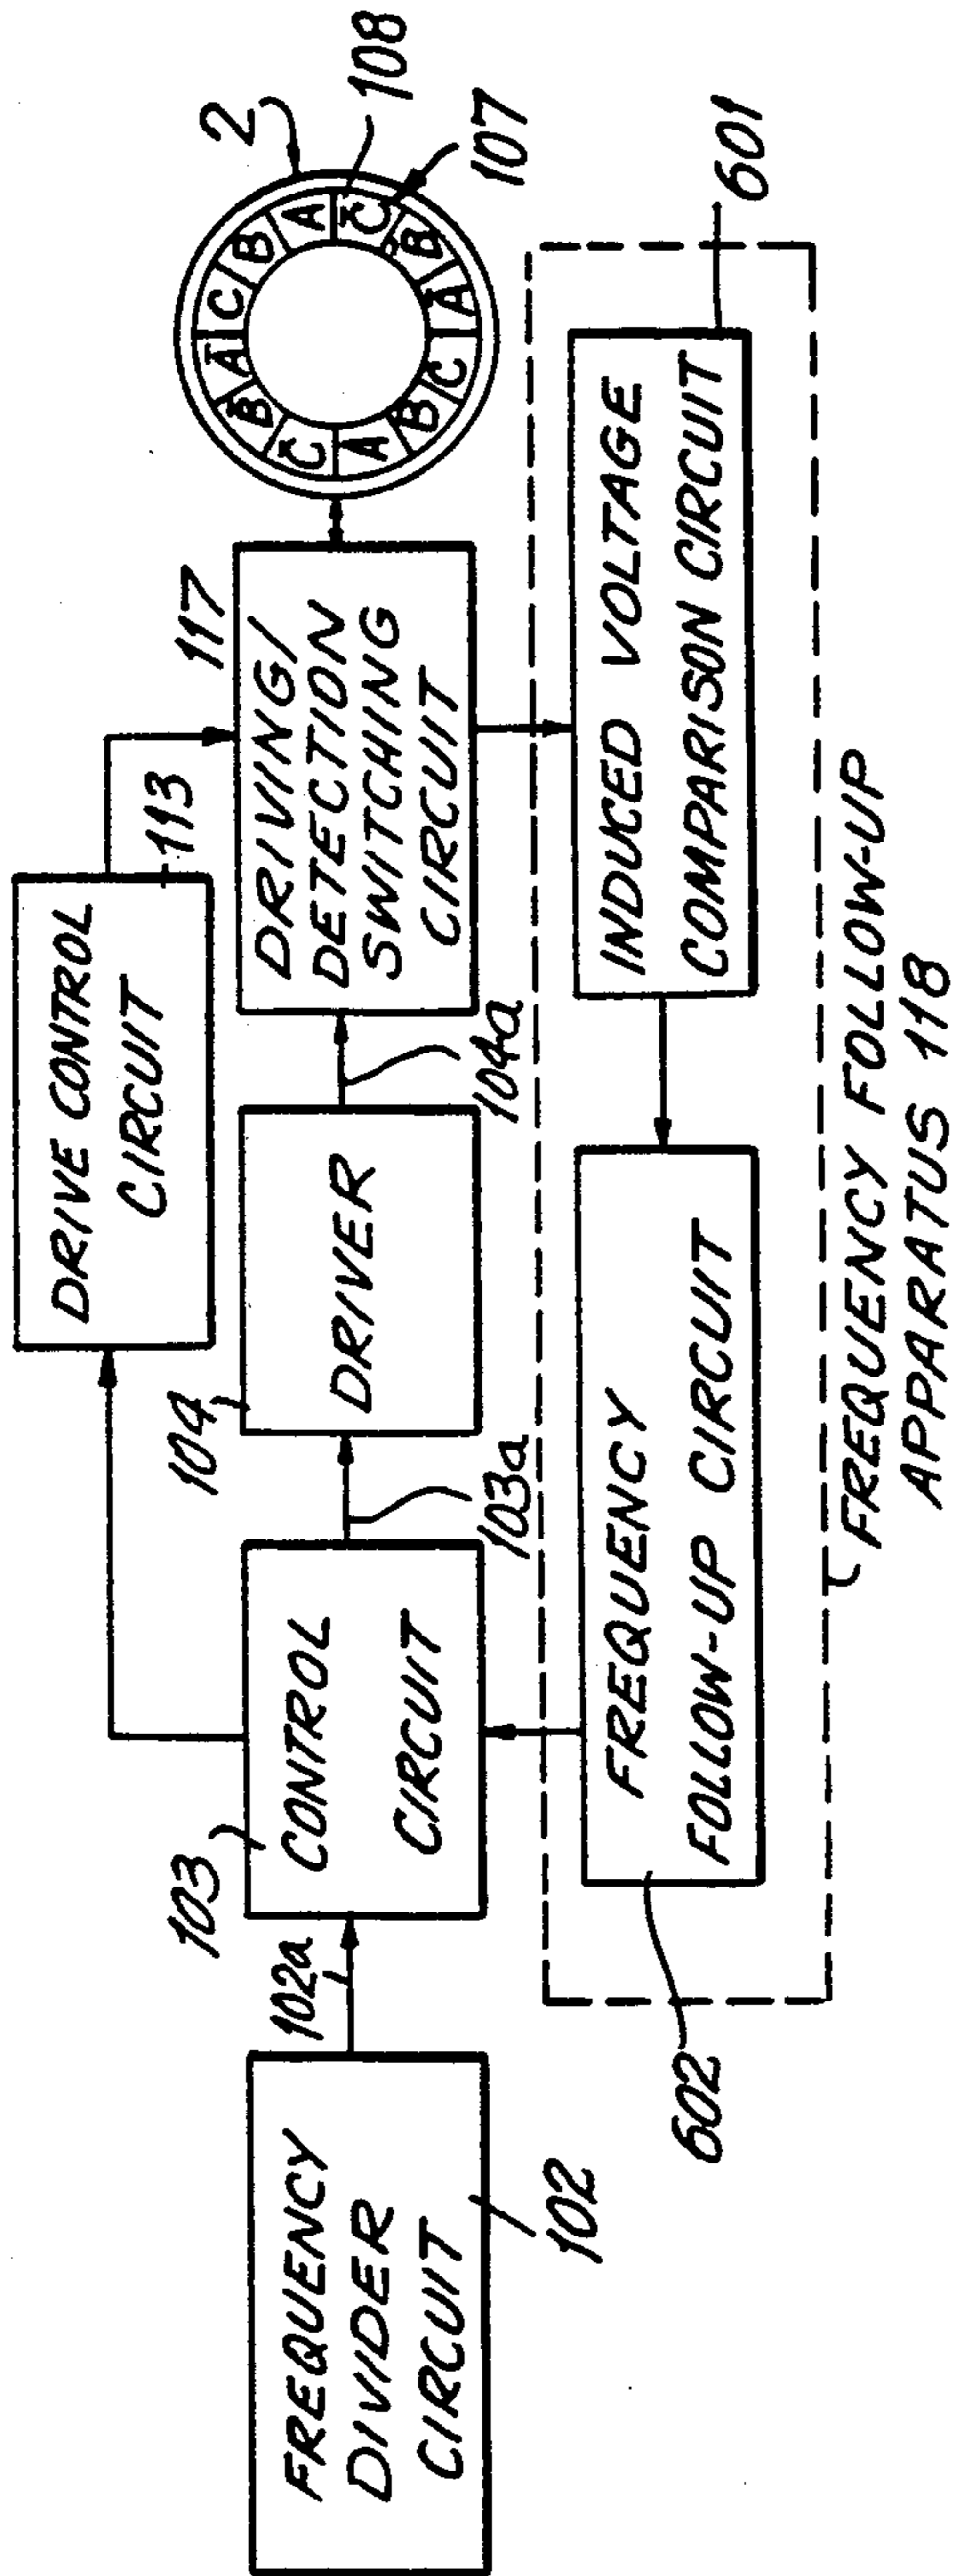 DRIVE CONTROL
CIRCUIT
113
FREQUENCY
DIVIDER
CIRCUIT
102
102a
103
CONTROL
CIRCUIT
103a
104
DRIVER
104a
117
DRIVING/
DETECTION
SWITCHING
CIRCUIT
2
108
107
A
B
C
A̅
B̅
C̅
A
B
C
A̅
B̅
C̅
602
FREQUENCY
FOLLOW-UP CIRCUIT
INDUCED VOLTAGE
COMPARISON CIRCUIT
601
FREQUENCY FOLLOW-UP
APPARATUS 118